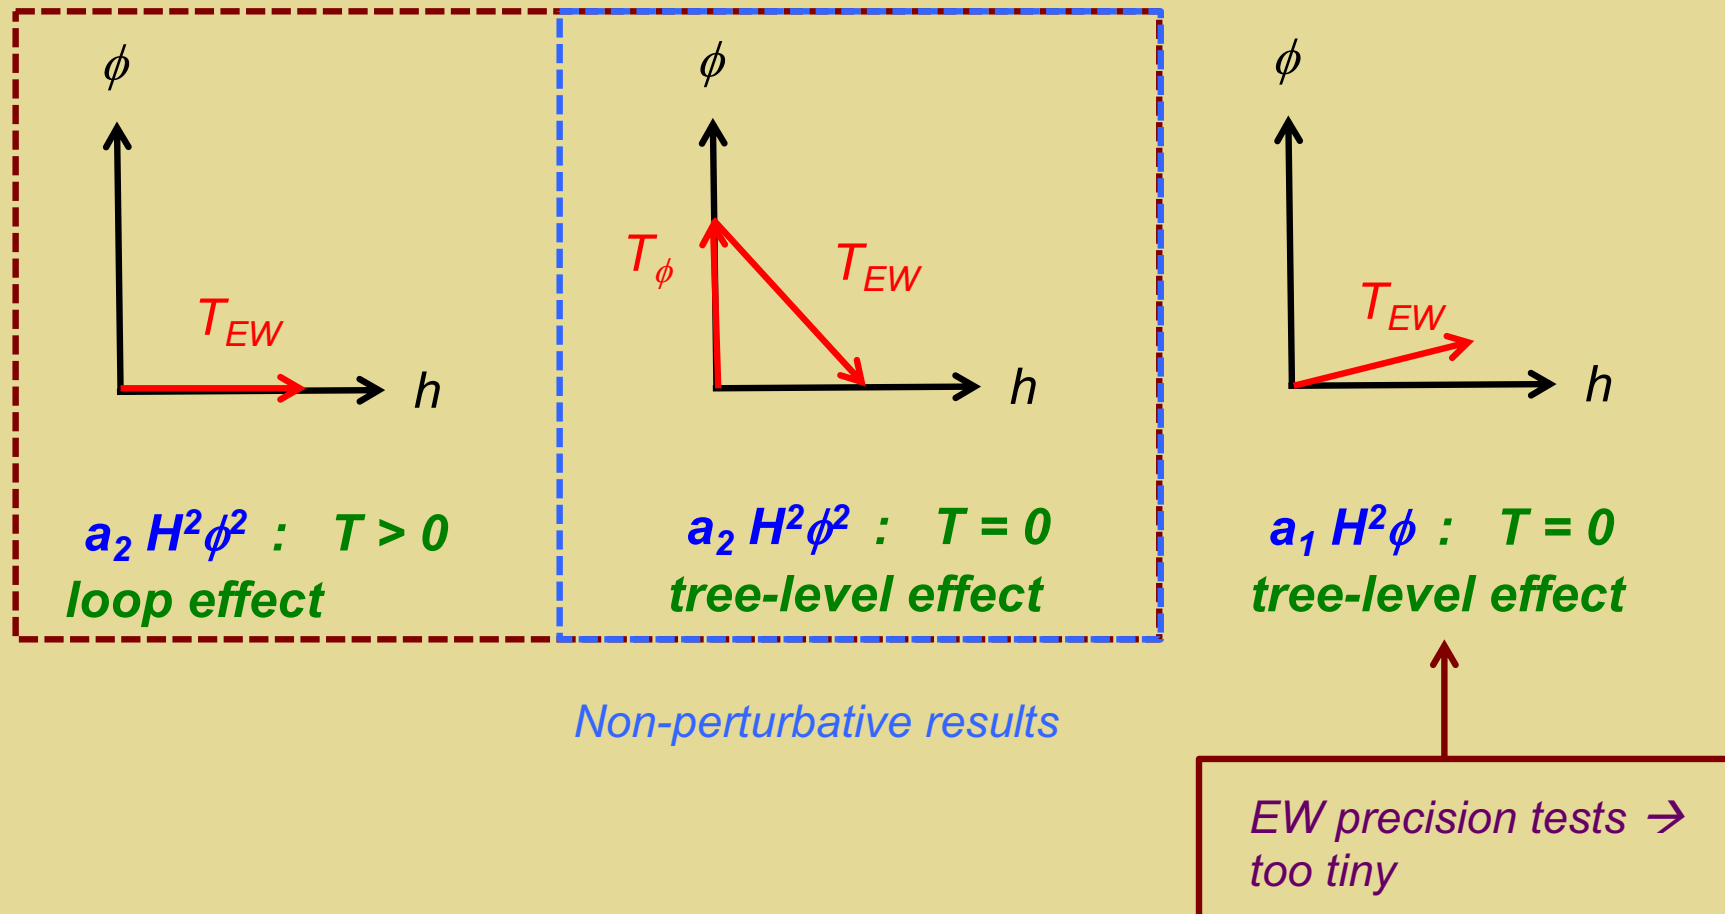 ϕ
T_EW
h
a₂ H²ϕ² : T > 0
loop effect
ϕ
T_ϕ
T_EW
h
a₂ H²ϕ² : T = 0
tree-level effect
ϕ
T_EW
h
a₁ H²ϕ : T = 0
tree-level effect
Non-perturbative results
EW precision tests →
too tiny